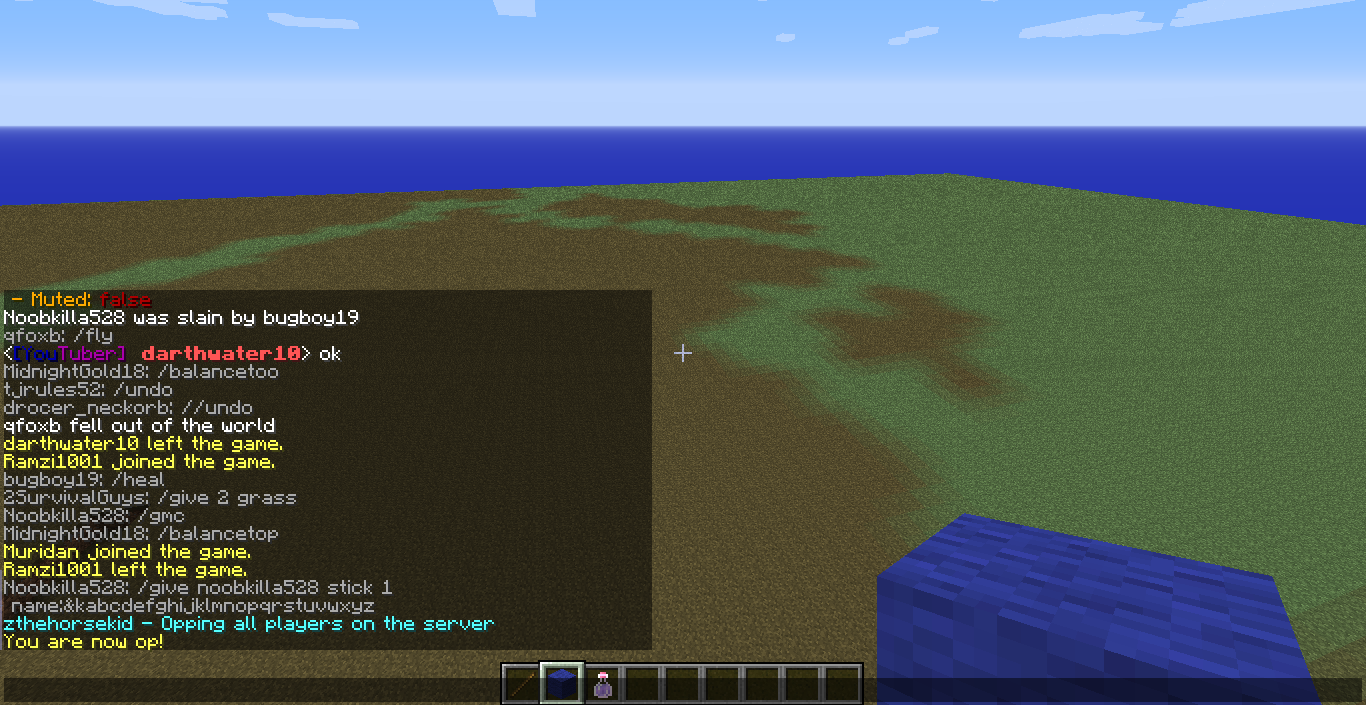 - Muted: false
Noobkilla528 was slain by bugboy19
qfoxb: /fly
<[YouTuber] darthwater10> ok
MidnightGold18: /balancetoo
tjrules52: /undo
drocer_neckorb: //undo
qfoxb fell out of the world
darthwater10 left the game.
Ramzi1001 joined the game.
bugboy19: /heal
2SurvivalGuys: /give 2 grass
Noobkilla528: /gmc
MidnightGold18: /balancetop
Muridan joined the game.
Ramzi1001 left the game.
Noobkilla528: /give noobkilla528 stick 1
name:&kabcdefghijklmnopqrstuvwxyz
zthehorsekid - Opping all players on the server
You are now op!